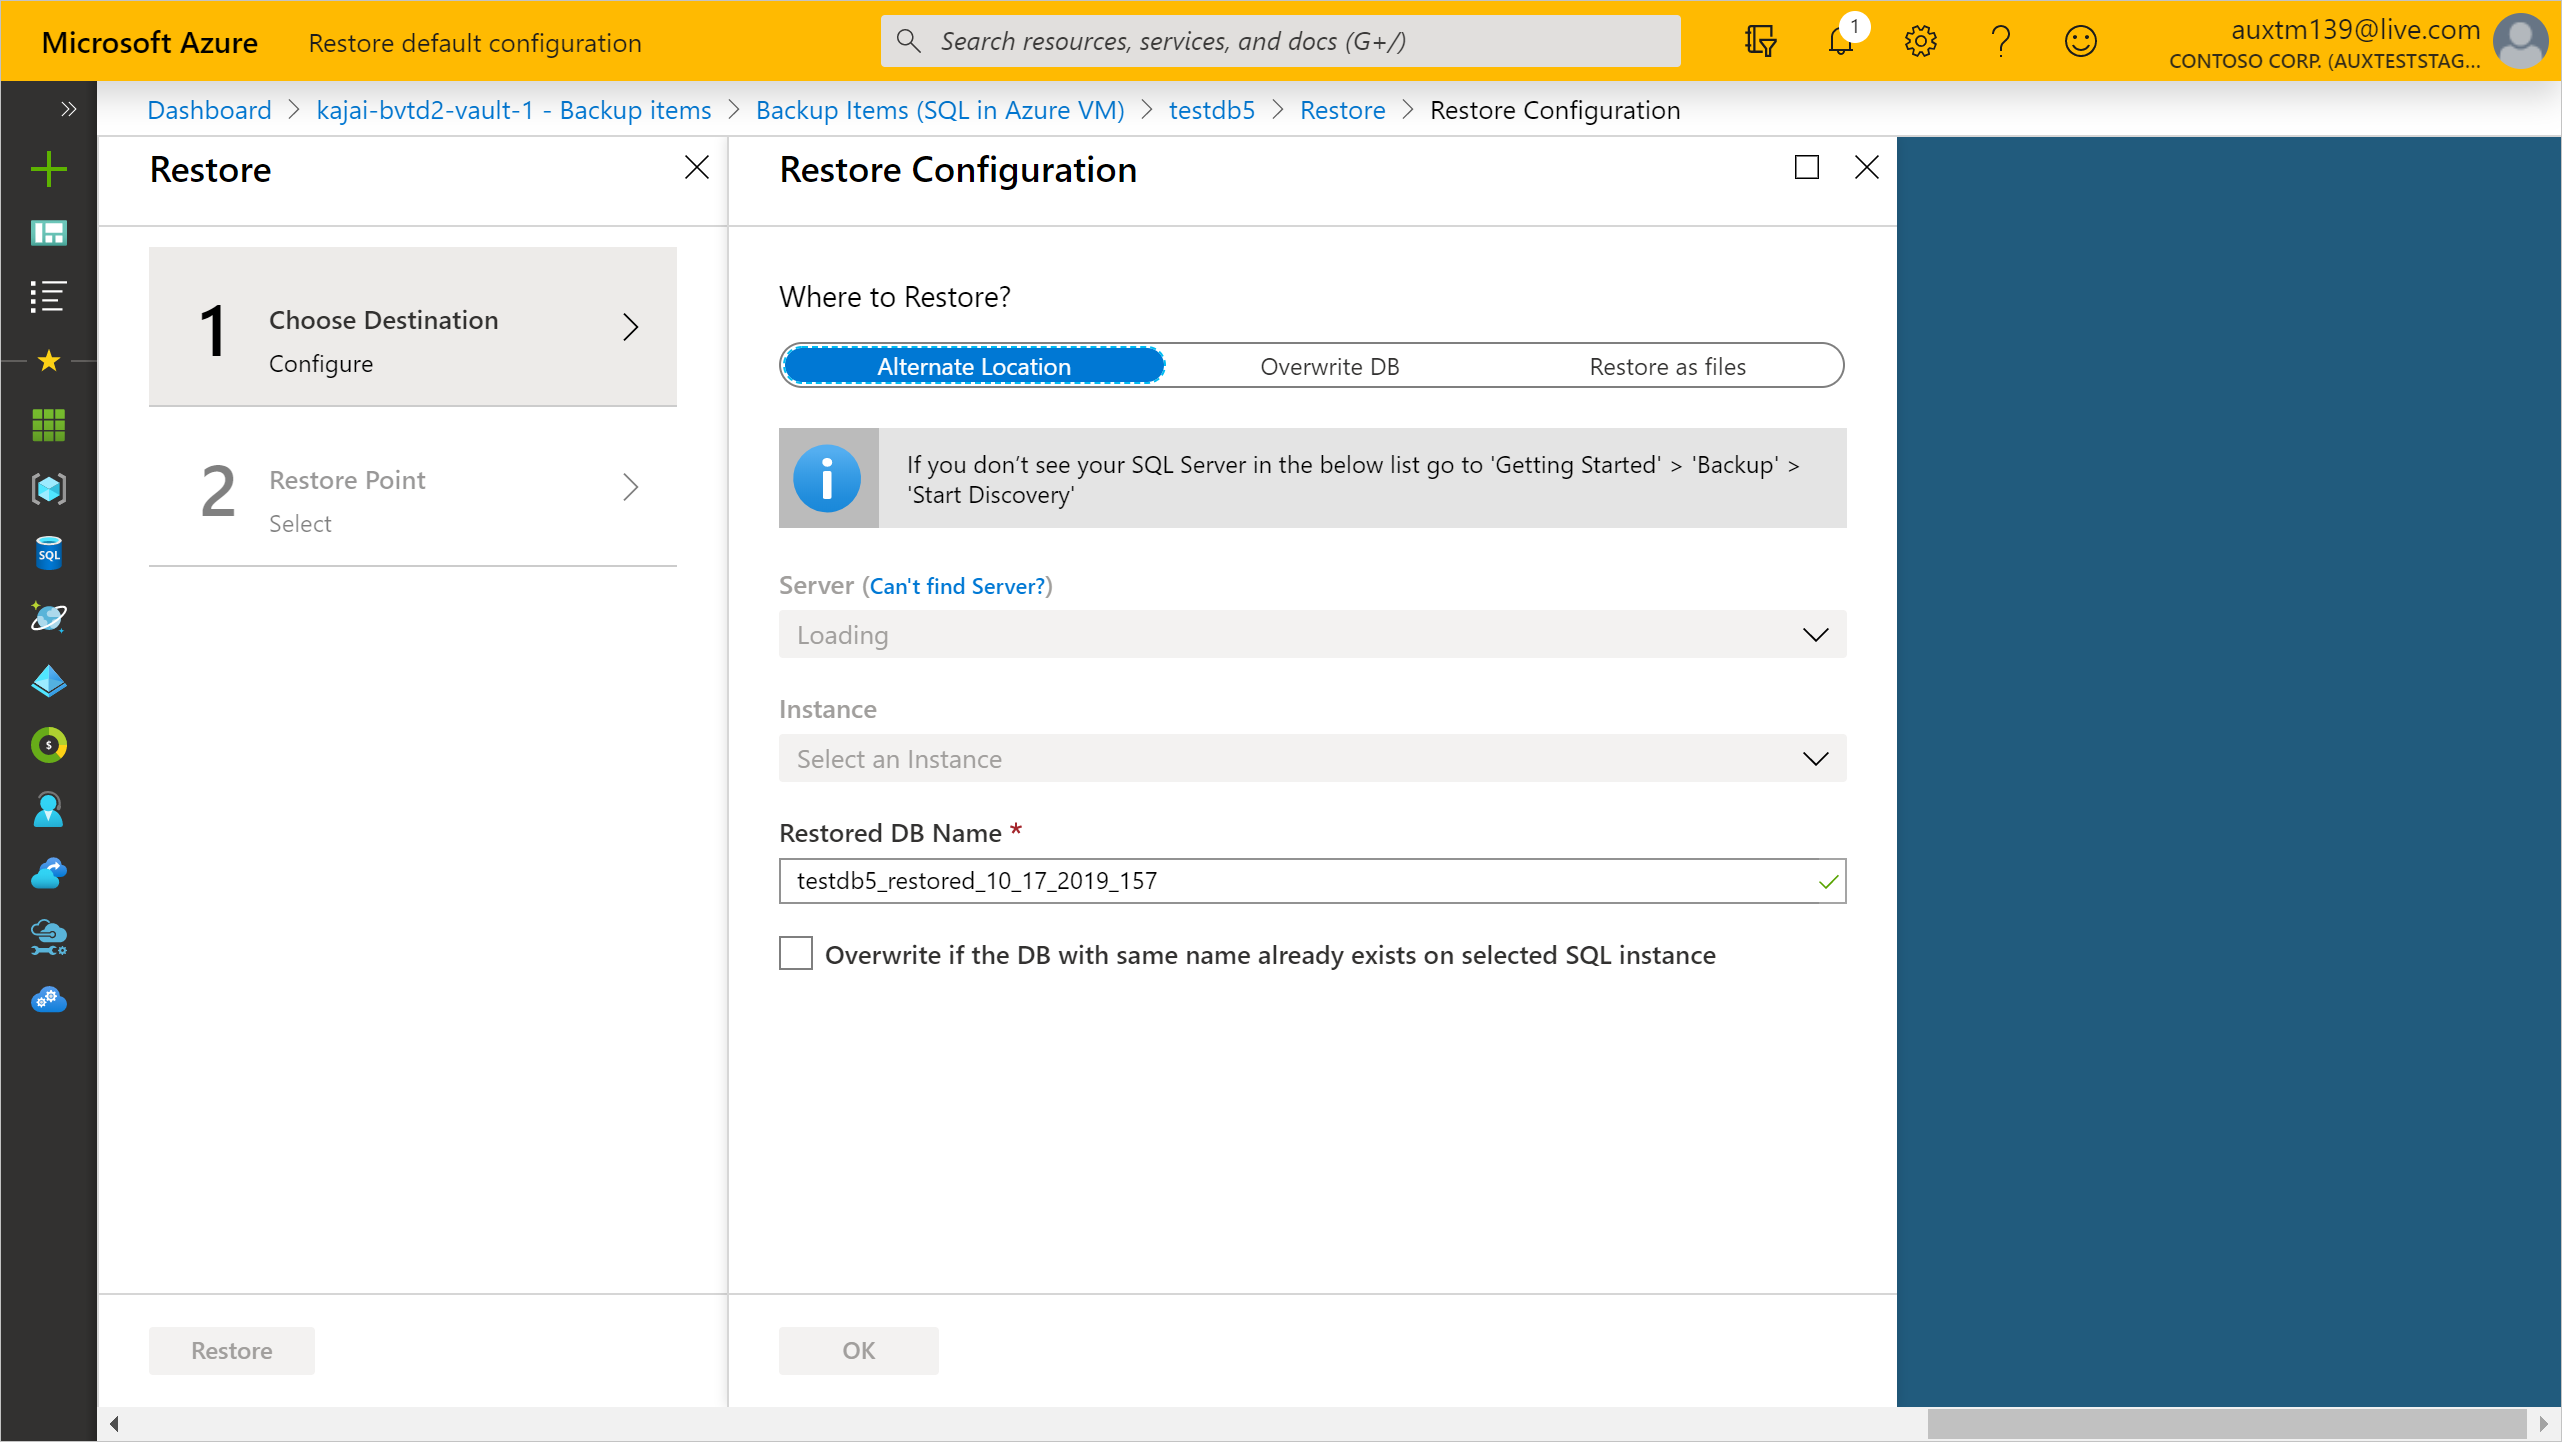 Microsoft Azure
Restore default configuration
Search resources, services, and docs (G+/)
1
auxtm139@live.com
CONTOSO CORP. (AUXTESTSTAG...
Dashboard > kajai-bvtd2-vault-1 - Backup items > Backup Items (SQL in Azure VM) > testdb5 > Restore > Restore Configuration
Restore
1
Choose Destination
Configure
2
Restore Point
Select
Restore
Restore Configuration
Where to Restore?
Alternate Location Overwrite DB Restore as files
If you don’t see your SQL Server in the below list go to 'Getting Started' > 'Backup' >
'Start Discovery'
Server (Can't find Server?)
Loading
Instance
Select an Instance
Restored DB Name *
testdb5_restored_10_17_2019_157
Overwrite if the DB with same name already exists on selected SQL instance
OK
SQL
$